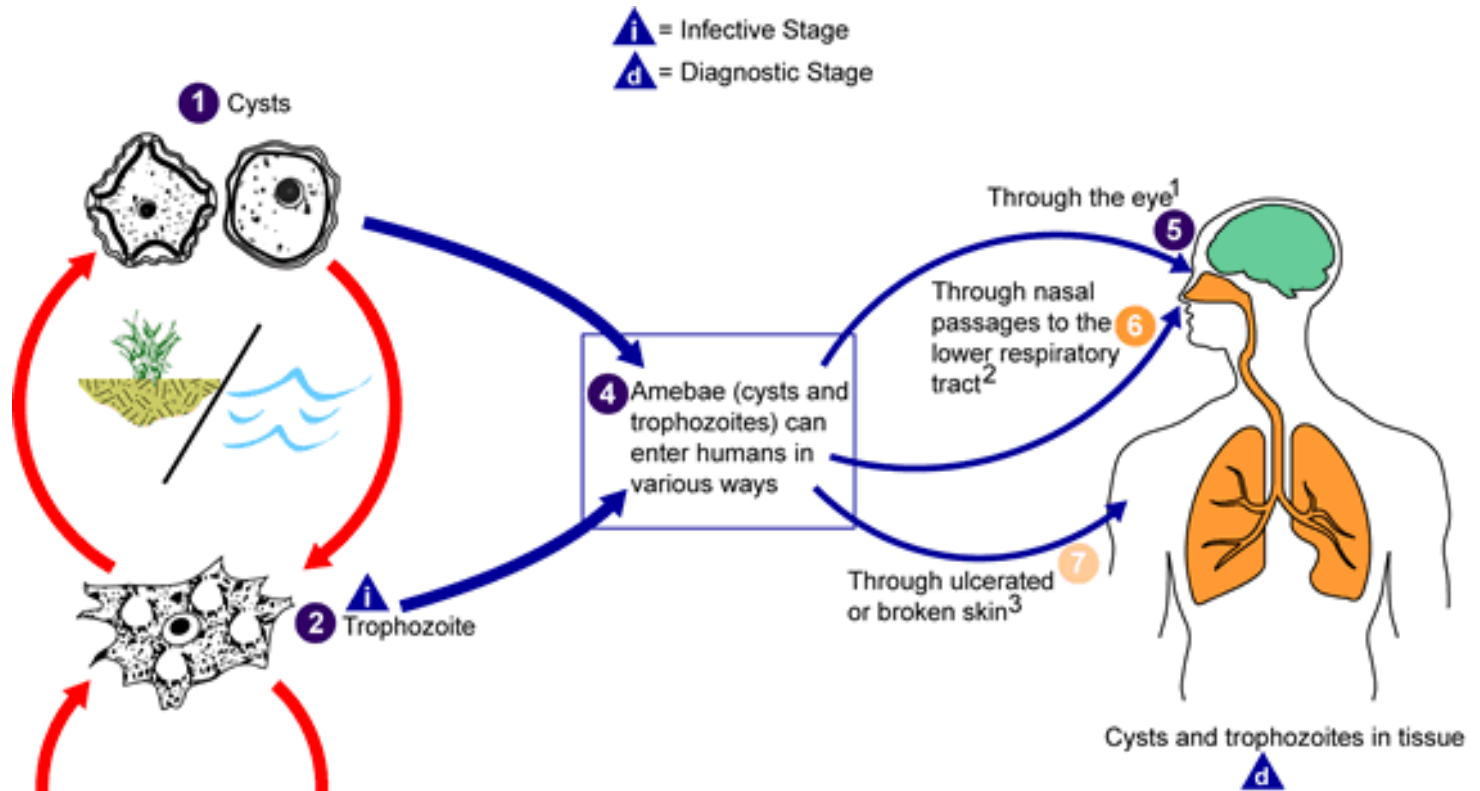 i = Infective Stage
d = Diagnostic Stage
1 Cysts
Through the eye1
5
Through nasal
passages to the
6
lower respiratory
tract2
4 Amebae (cysts and
trophozoites) can
enter humans in
various ways
7
Through ulcerated
or broken skin3
i
2 Trophozoite
Cysts and trophozoites in tissue
d